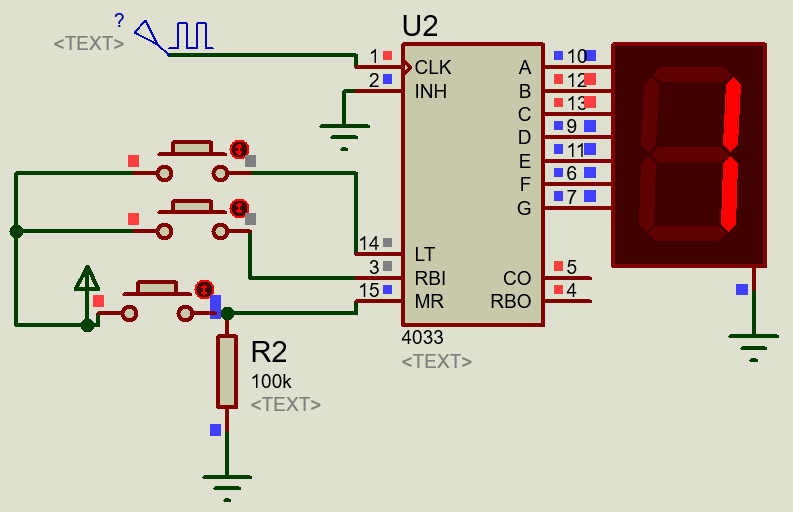 ?
<TEXT>
U2
1 CLK
2 INH
14 LT
3 RBI
15 MR
A 10
B 12
C 13
D 9
E 11
F 6
G 7
CO 5
RBO 4
4033
<TEXT>
R2
100k
<TEXT>